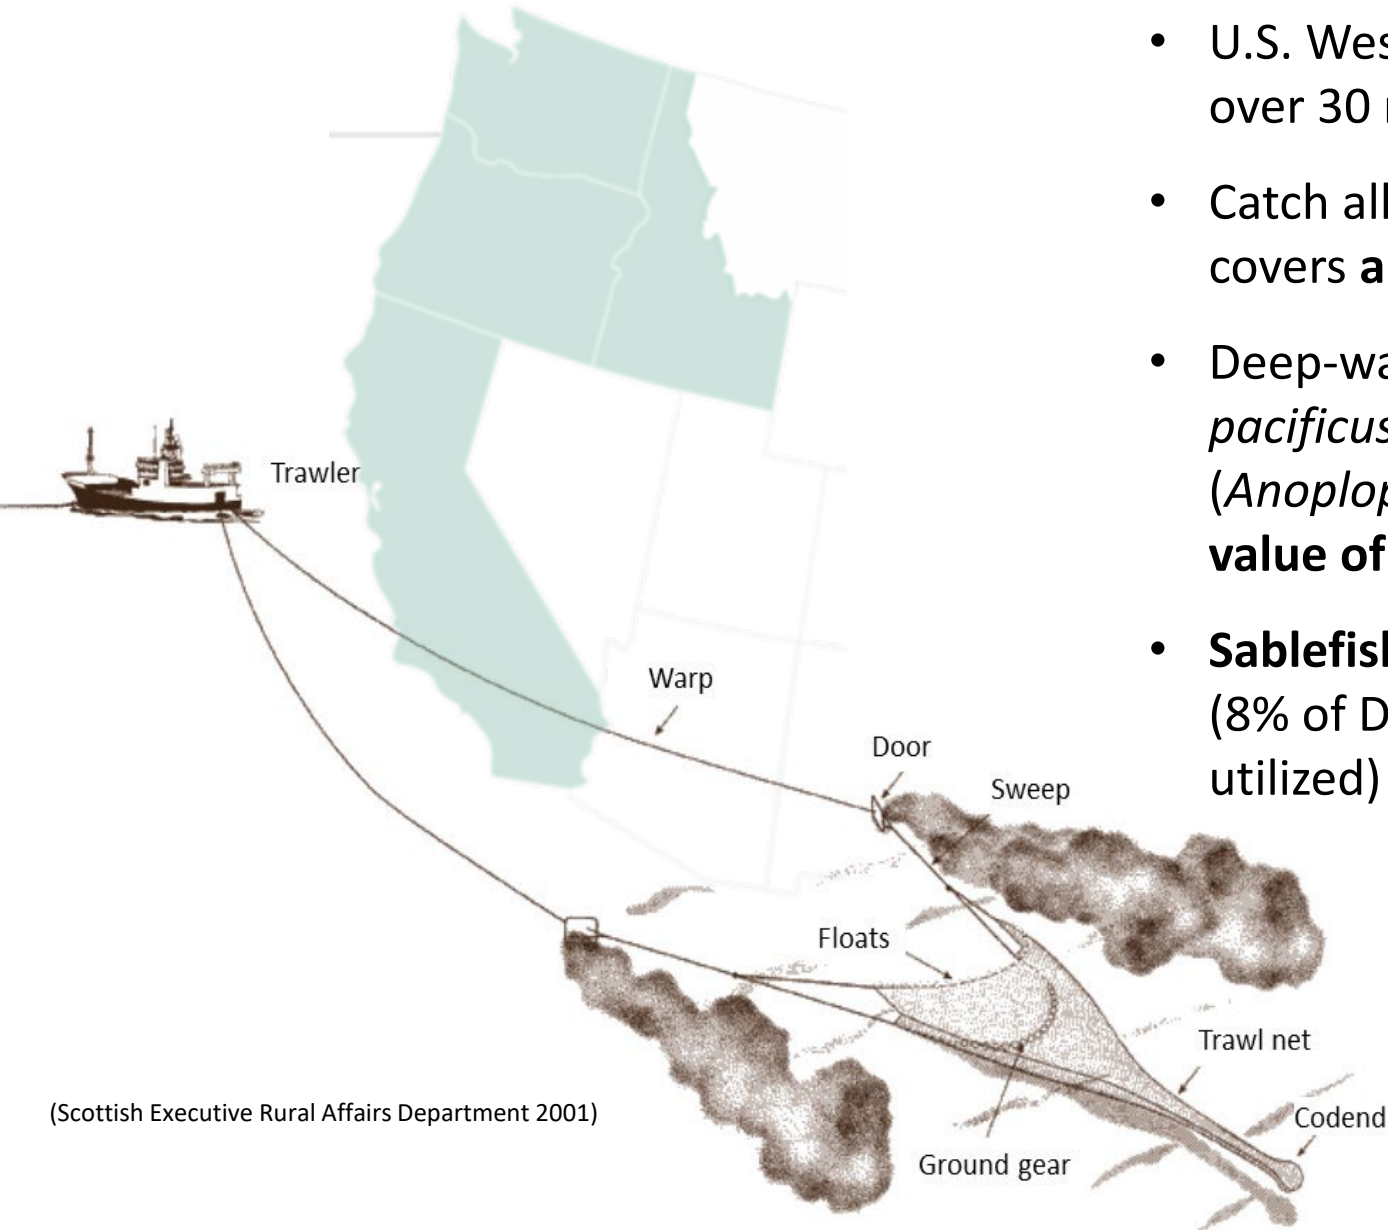 • U.S. Wes
over 30
• Catch all
covers a
• Deep-wa
pacificus
(Anoplop
value of
• Sablefish
(8% of D
utilized)
Trawler
Warp
Door
Sweep
Floats
Trawl net
Codend
Ground gear
(Scottish Executive Rural Affairs Department 2001)